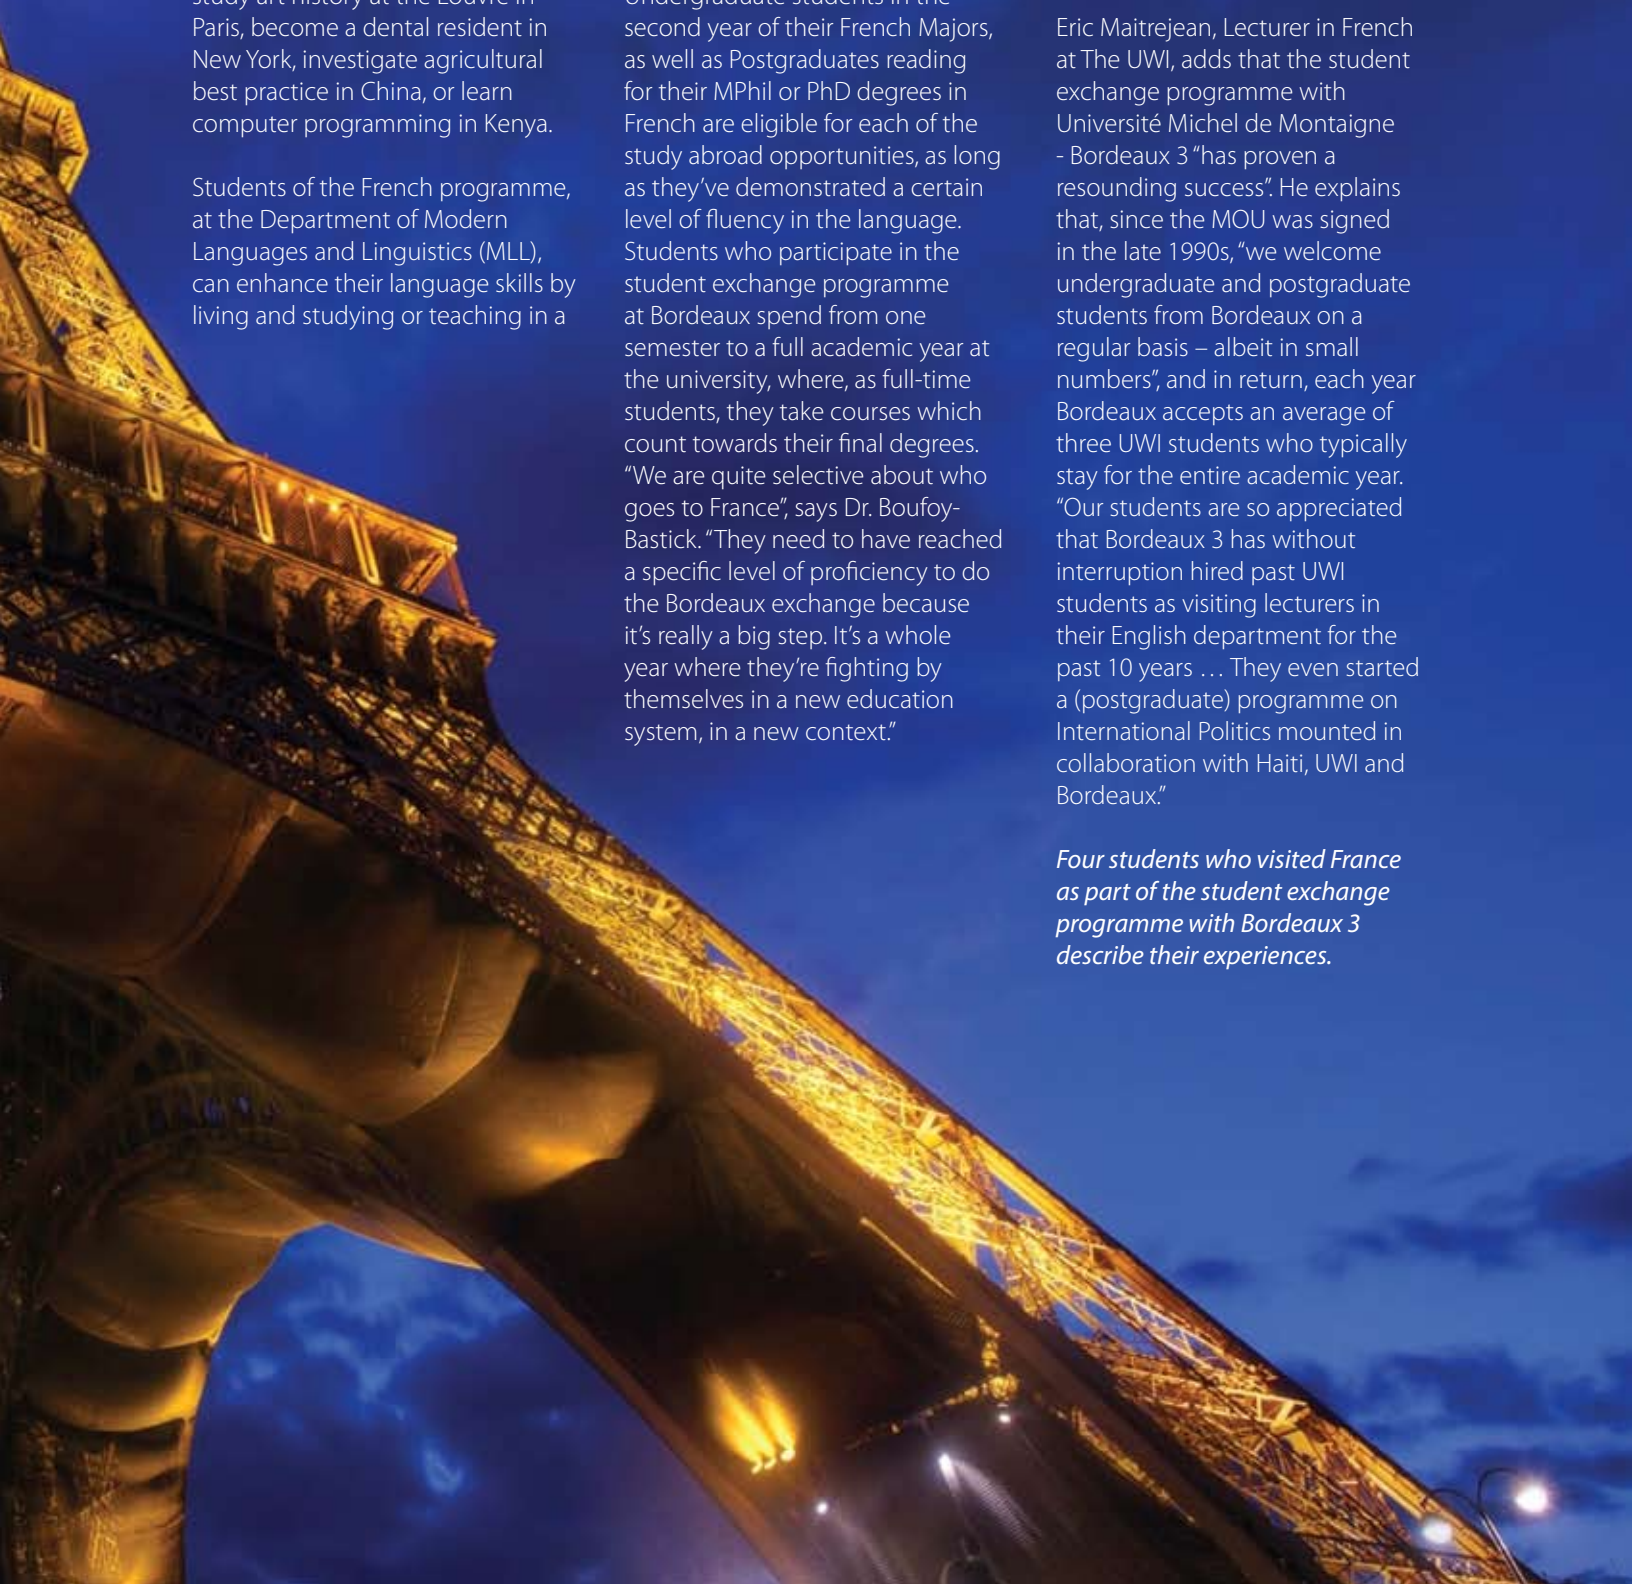 study art history at the Louvre in
Paris, become a dental resident in
New York, investigate agricultural
best practice in China, or learn
computer programming in Kenya.
Students of the French programme,
at the Department of Modern
Languages and Linguistics (MLL),
can enhance their language skills by
living and studying or teaching in a
Undergraduate students in the
second year of their French Majors,
as well as Postgraduates reading
for their MPhil or PhD degrees in
French are eligible for each of the
study abroad opportunities, as long
as they’ve demonstrated a certain
level of fluency in the language.
Students who participate in the
student exchange programme
at Bordeaux spend from one
semester to a full academic year at
the university, where, as full-time
students, they take courses which
count towards their final degrees.
“We are quite selective about who
goes to France”, says Dr. Boufoy-
Bastick. “They need to have reached
a specific level of proficiency to do
the Bordeaux exchange because
it’s really a big step. It’s a whole
year where they’re fighting by
themselves in a new education
system, in a new context.”
Eric Maitrejean, Lecturer in French
at The UWI, adds that the student
exchange programme with
Université Michel de Montaigne
- Bordeaux 3 “has proven a
resounding success”. He explains
that, since the MOU was signed
in the late 1990s, “we welcome
undergraduate and postgraduate
students from Bordeaux on a
regular basis – albeit in small
numbers”, and in return, each year
Bordeaux accepts an average of
three UWI students who typically
stay for the entire academic year.
“Our students are so appreciated
that Bordeaux 3 has without
interruption hired past UWI
students as visiting lecturers in
their English department for the
past 10 years … They even started
a (postgraduate) programme on
International Politics mounted in
collaboration with Haiti, UWI and
Bordeaux.”
Four students who visited France
as part of the student exchange
programme with Bordeaux 3
describe their experiences.